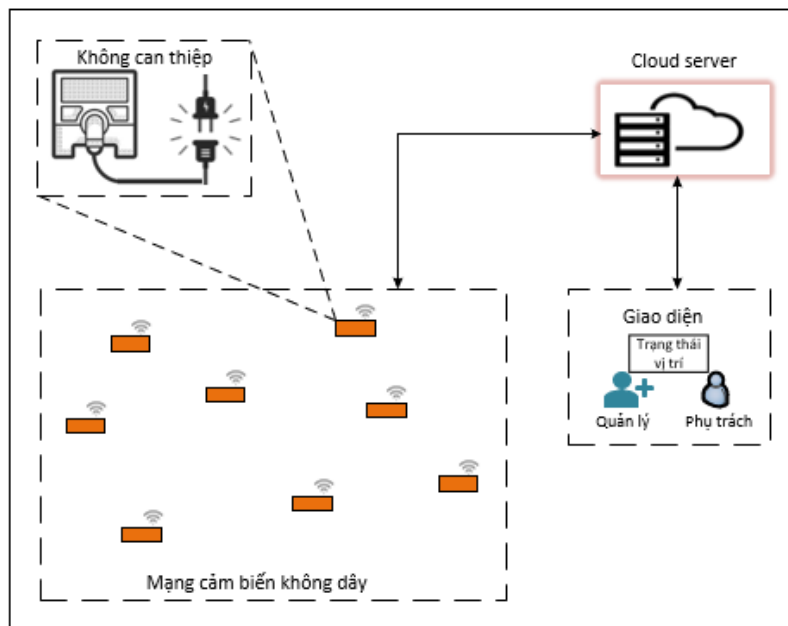 Không can thiệp
Cloud server
Giao diện
Trạng thái
vị trí
Quản lý
Phụ trách
Mạng cảm biến không dây